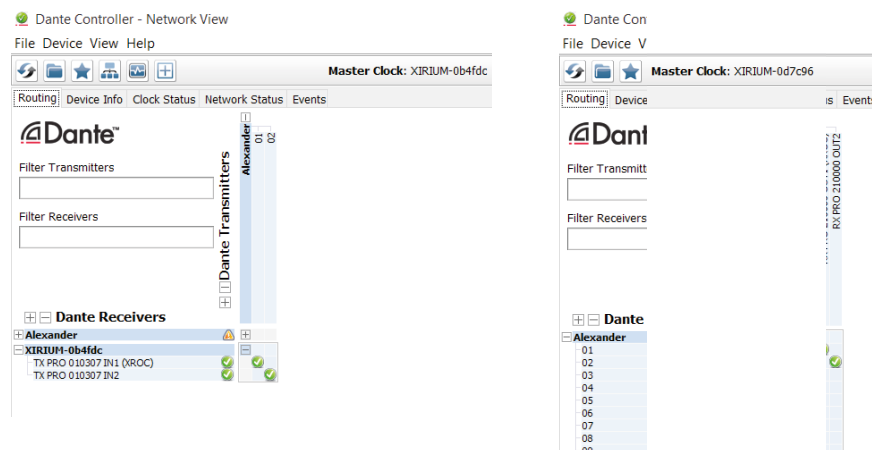 Dante Controller - Network View
File Device View Help
Master Clock: XIRIUM-0b4fdc
Routing Device Info Clock Status Network Status Events
Dante™
Filter Transmitters
Filter Receivers
Dante Transmitters
Alexander
01
02
Dante Receivers
Alexander
XIRIUM-0b4fdc
TX PRO 010307 IN1 (XROC)
TX PRO 010307 IN2
Dante Con
File Device V
Master Clock: XIRIUM-0d7c96
Routing Device
Events
Dant
Filter Transmitt
Filter Receivers
RX PRO 210000 OUT2
Dante
Alexander
01
02
03
04
05
06
07
08